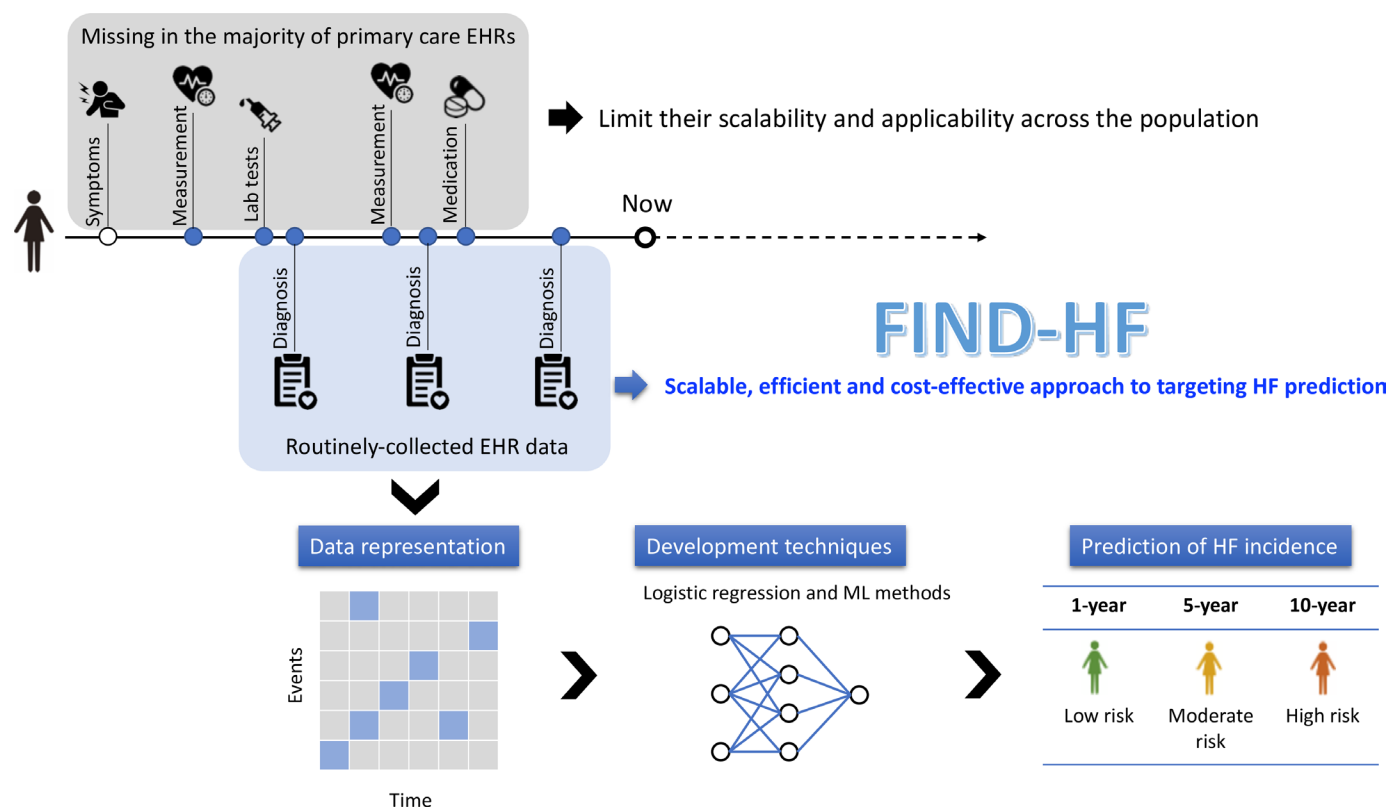 Missing in the majority of primary care EHRs
Symptoms
Measurement
Lab tests
Measurement
Medication
Limit their scalability and applicability across the population
Now
Diagnosis
Diagnosis
Diagnosis
Routinely-collected EHR data
FIND-HF
Scalable, efficient and cost-effective approach to targeting HF prediction
Data representation
Events
Time
Development techniques
Logistic regression and ML methods
Prediction of HF incidence
1-year
5-year
10-year
Low risk
Moderate
risk
High risk